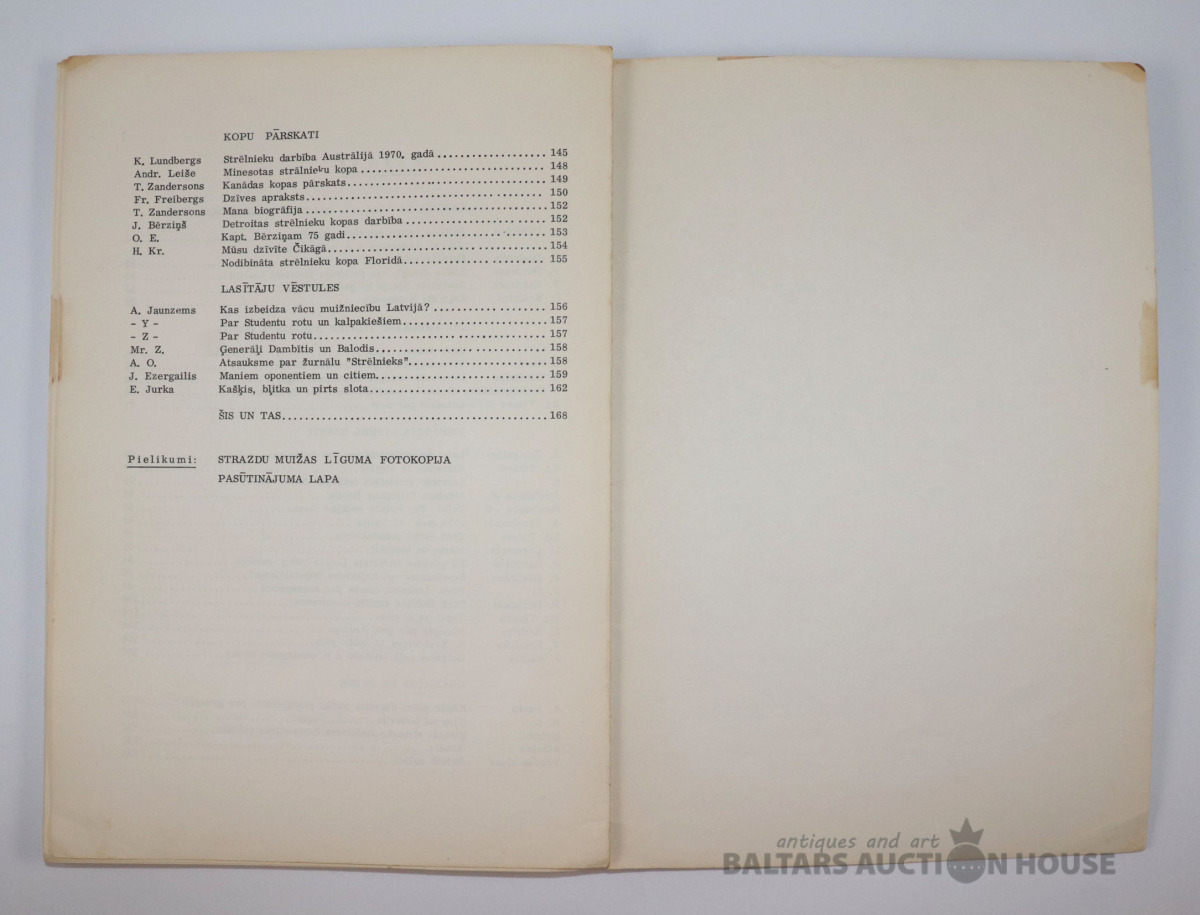 KOPU PĀRSKATI
K. Lundbergs Strēlnieku darbība Austrālijā 1970. gadā ................... 145
Andr. Leiše Minesotas strālnieku kopa ................................ 148
T. Zandersons Kanādas kopas pārskats................................... 149
Fr. Freibergs Dzīves apraksts.......................................... 150
T. Zandersons Mana biogrāfija .......................................... 152
J. Bērziņš Detroitas strēlnieku kopas darbība ........................ 152
O. E. Kapt. Bērziņam 75 gadi................................... 153
H. Kr. Mūsu dzīvīte Čikāgā...................................... 154
Nodibināta strēlnieku kopa Floridā......................... 155
LASĪTĀJU VĒSTULES
A. Jaunzems Kas izbeidza vācu muižniecību Latvijā? .................... 156
- Y - Par Studentu rotu un kalpakiešiem......................... 157
- Z - Par Studentu rotu......................................... 157
Mr. Z. Ģenerāļi Dambītis un Balodis.............................. 158
A. O. Atsauksme par žurnālu "Strēlnieks"........................ 158
J. Ezergailis Maniem oponentiem un citiem.............................. 159
E. Jurka Kašķis, bļitka un pirts slota............................... 162
ŠIS UN TAS.............................................. 168
Pielikumi: STRAZDU MUIŽAS LĪGUMA FOTOKOPIJA
PASŪTINĀJUMA LAPA
antiques and art
BALTARS AUCTION HOUSE